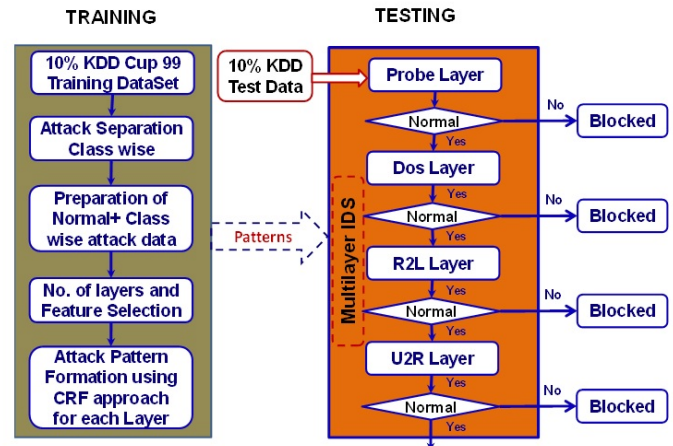 TRAINING
TESTING
10% KDD Cup 99
Training DataSet
Attack Separation
Class wise
Preparation of
Normal+ Class
wise attack data
No. of layers and
Feature Selection
Attack Pattern
Formation using
CRF approach
for each Layer
10% KDD
Test Data
Patterns
Multilayer IDS
Probe Layer
Normal
No
Blocked
Yes
Dos Layer
Yes
Normal
No
Blocked
Yes
R2L Layer
Yes
Normal
No
Blocked
Yes
U2R Layer
Yes
Normal
No
Blocked
Yes